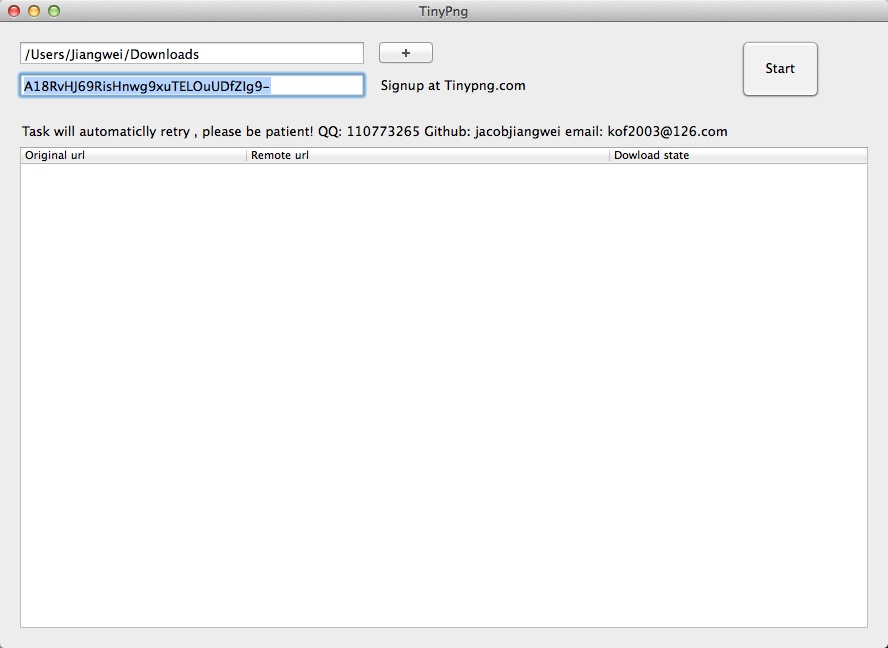 TinyPng
/Users/Jiangwei/Downloads
+
Start
A18RvHJ69RisHnwg9xuTELOuUDfZIg9-
Signup at Tinypng.com
Task will automaticlly retry , please be patient! QQ: 110773265 Github: jacobjiangwei email: kof2003@126.com
Original url Remote url Dowload state